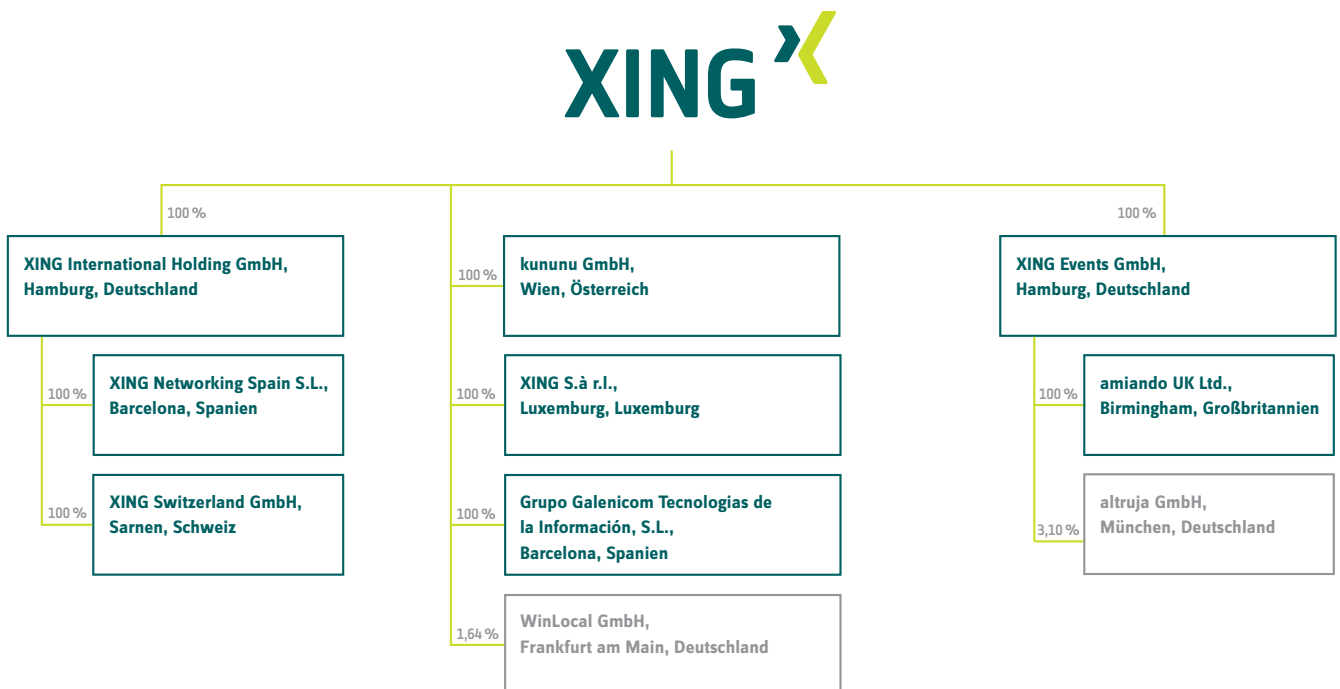 XING
100 %
XING International Holding GmbH,
Hamburg, Deutschland
100 %
XING Networking Spain S.L.,
Barcelona, Spanien
100 %
XING Switzerland GmbH,
Sarnen, Schweiz
100 %
kununu GmbH,
Wien, Österreich
100 %
XING S.à r.l.,
Luxemburg, Luxemburg
100 %
Grupo Galenicom Tecnologias de
la Información, S.L.,
Barcelona, Spanien
1,64 %
WinLocal GmbH,
Frankfurt am Main, Deutschland
100 %
XING Events GmbH,
Hamburg, Deutschland
100 %
amiando UK Ltd.,
Birmingham, Großbritannien
3,10 %
altruja GmbH,
München, Deutschland